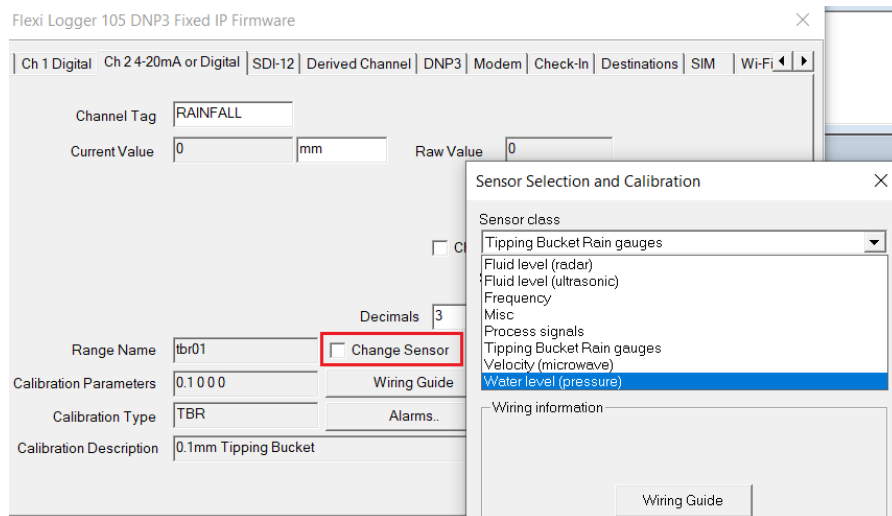 Flexi Logger 105 DNP3 Fixed IP Firmware
Ch 1 Digital Ch 2 4-20mA or Digital SDI-12 Derived Channel DNP3 Modem Check-In Destinations SIM Wi-Fi
Channel Tag RAINFALL
Current Value 0 mm Raw Value 0
Decimals 3
Range Name tbr01 Change Sensor
Calibration Parameters 0.1 0 0 0 Wiring Guide
Calibration Type TBR Alarms..
Calibration Description 0.1mm Tipping Bucket
Sensor Selection and Calibration
Sensor class
Tipping Bucket Rain gauges
Fluid level (radar)
Fluid level (ultrasonic)
Frequency
Misc
Process signals
Tipping Bucket Rain gauges
Velocity (microwave)
Water level (pressure)
Wiring information
Wiring Guide